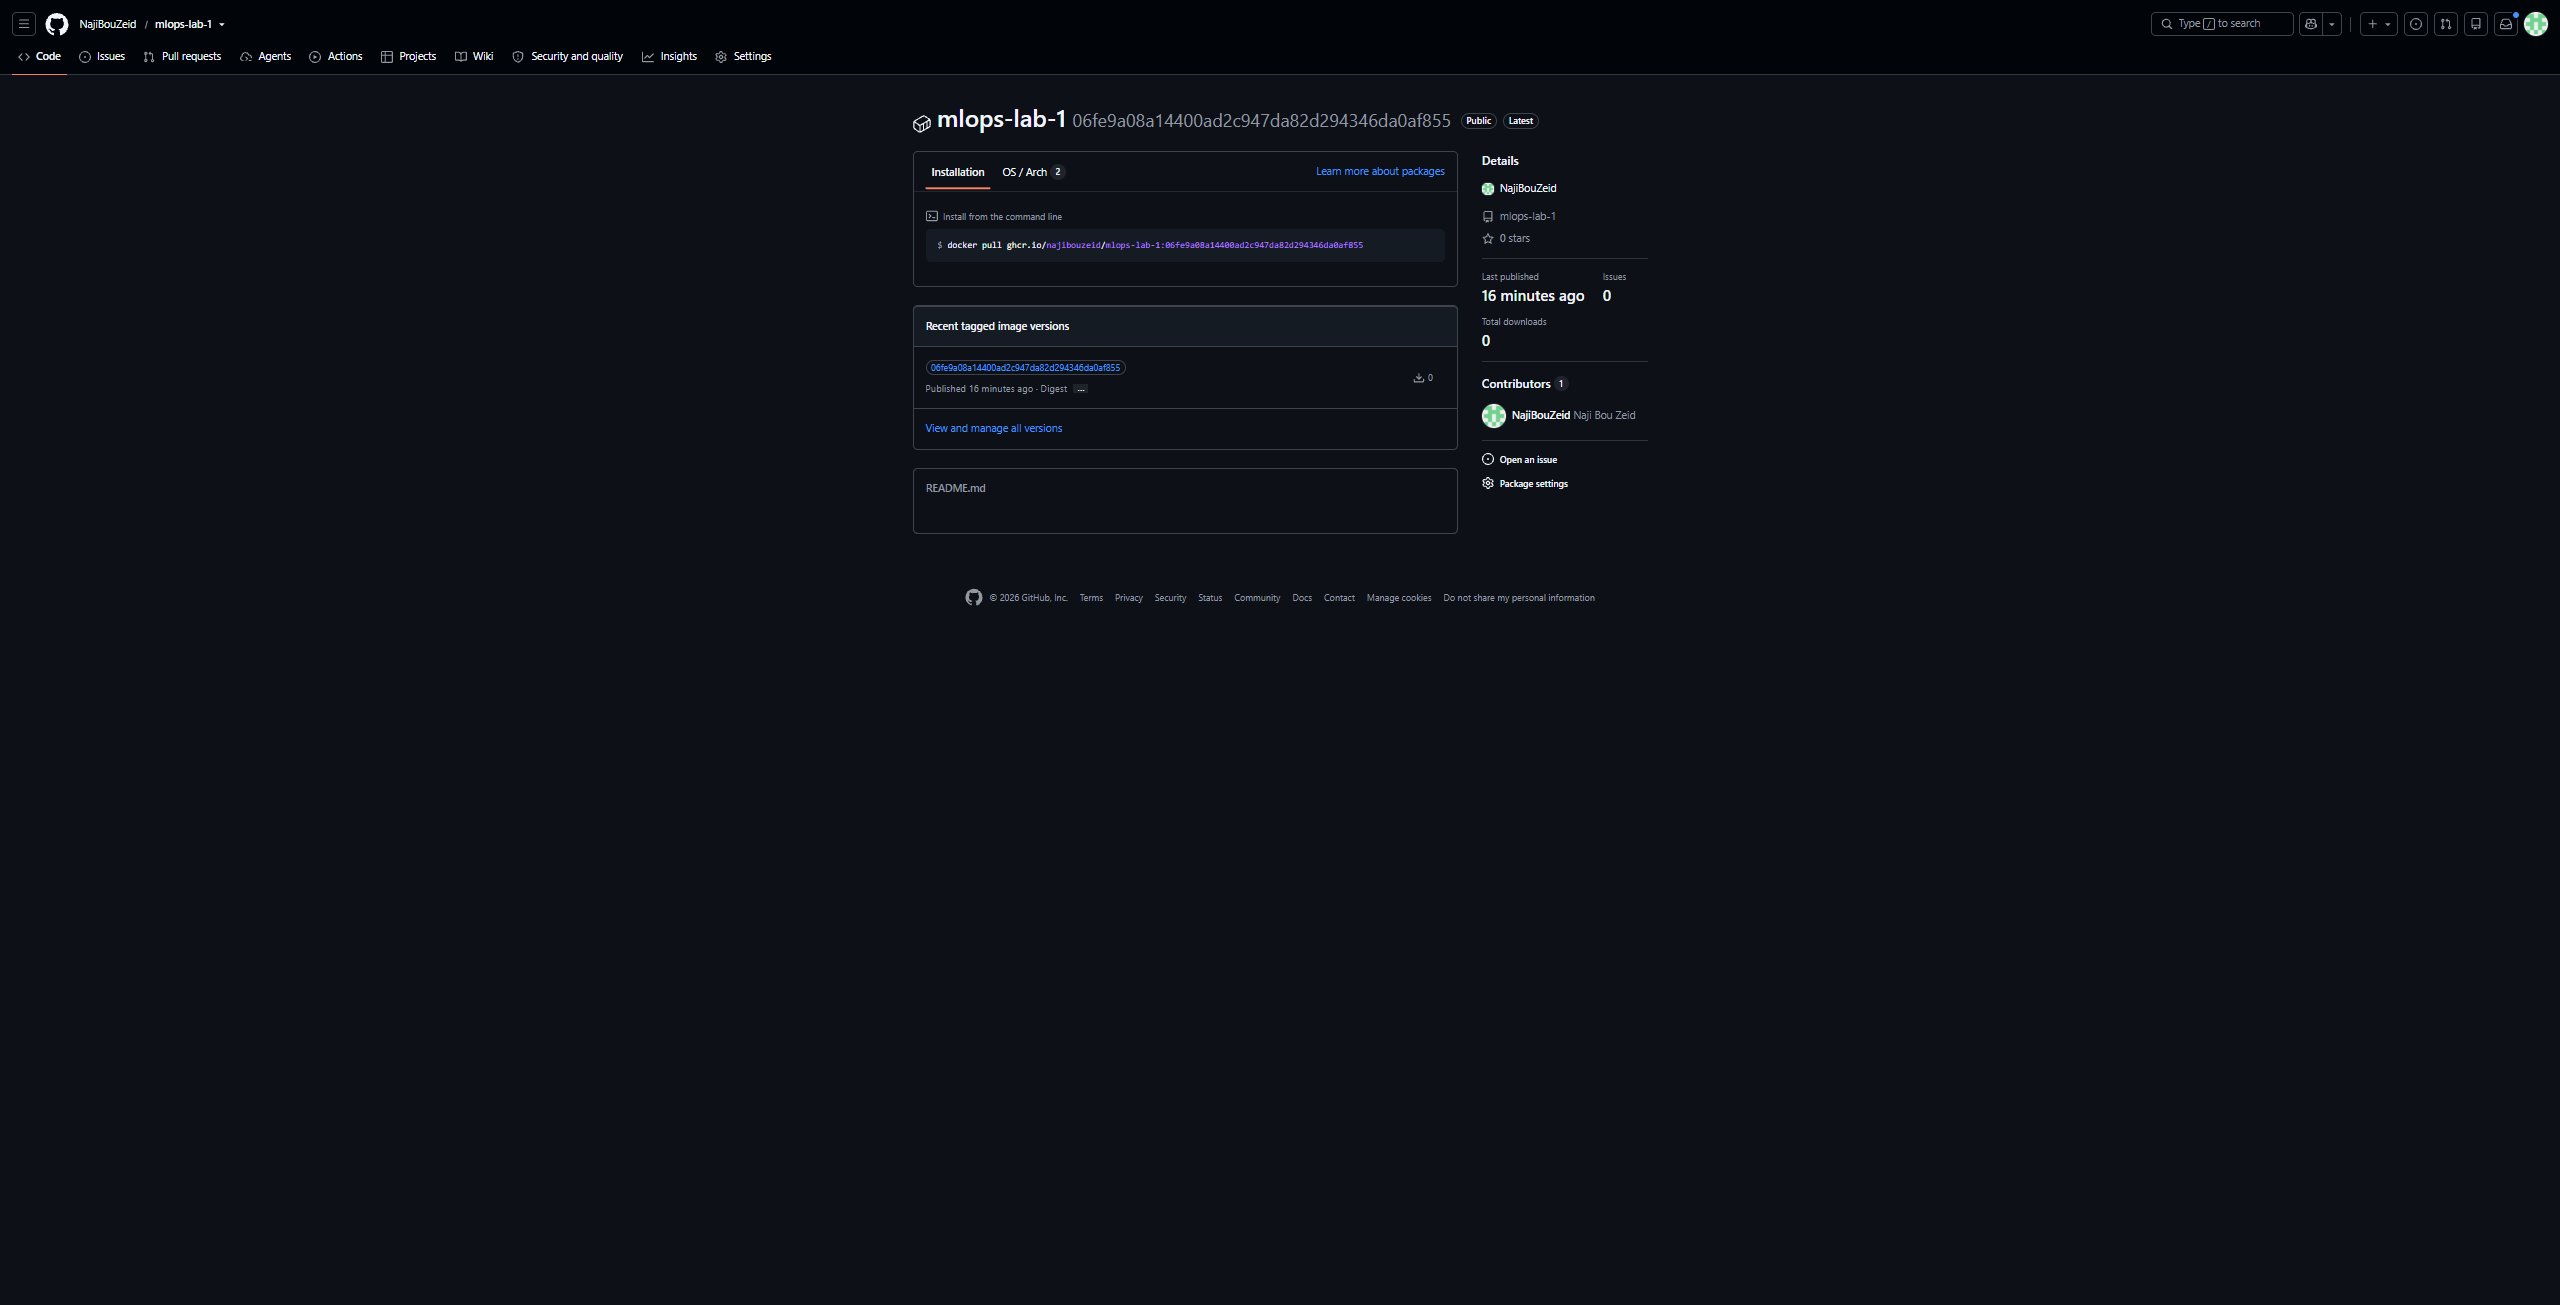 NajiBouZeid / mlops-lab-1
Type / to search
Code Issues Pull requests Agents Actions Projects Wiki Security and quality Insights Settings
mlops-lab-1 06fe9a08a14400ad2c947da82d294346da0af855 Public Latest
Installation OS / Arch 2 Learn more about packages
Install from the command line
$ docker pull ghcr.io/najibouzeid/mlops-lab-1:06fe9a08a14400ad2c947da82d294346da0af855
Recent tagged image versions
06fe9a08a14400ad2c947da82d294346da0af855
Published 16 minutes ago · Digest ...
0
View and manage all versions
README.md
Details
NajiBouZeid
mlops-lab-1
0 stars
Last published Issues
16 minutes ago 0
Total downloads
0
Contributors 1
NajiBouZeid Naji Bou Zeid
Open an issue
Package settings
© 2026 GitHub, Inc. Terms Privacy Security Status Community Docs Contact Manage cookies Do not share my personal information